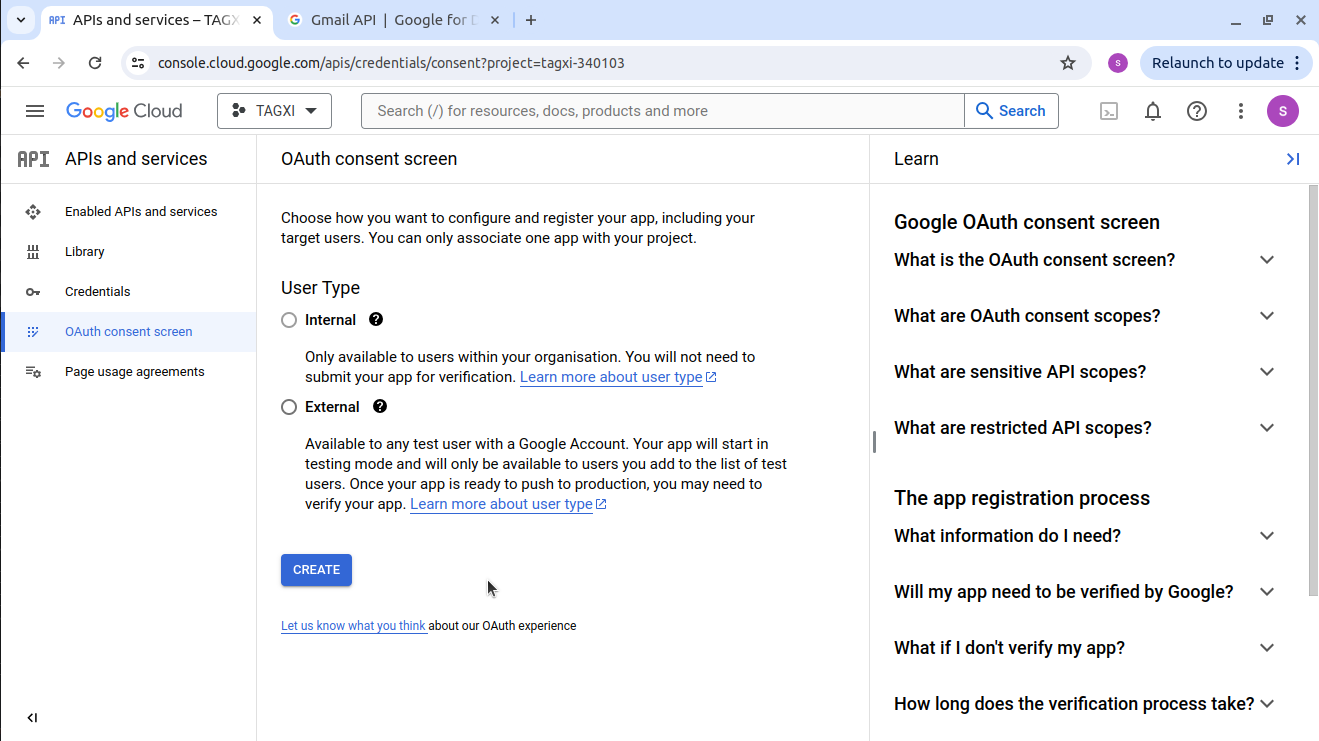 API APIs and services – TAGX
Gmail API | Google for D
console.cloud.google.com/apis/credentials/consent?project=tagxi-340103
S
Relaunch to update
Google Cloud
TAGXI
Search (/) for resources, docs, products and more
Search
S
API APIs and services
Enabled APIs and services
Library
Credentials
OAuth consent screen
Page usage agreements
OAuth consent screen
Choose how you want to configure and register your app, including your
target users. You can only associate one app with your project.
User Type
Internal
Only available to users within your organisation. You will not need to
submit your app for verification. Learn more about user type
External
Available to any test user with a Google Account. Your app will start in
testing mode and will only be available to users you add to the list of test
users. Once your app is ready to push to production, you may need to
verify your app. Learn more about user type
CREATE
Let us know what you think about our OAuth experience
Learn
Google OAuth consent screen
What is the OAuth consent screen?
What are OAuth consent scopes?
What are sensitive API scopes?
What are restricted API scopes?
The app registration process
What information do I need?
Will my app need to be verified by Google?
What if I don't verify my app?
How long does the verification process take?